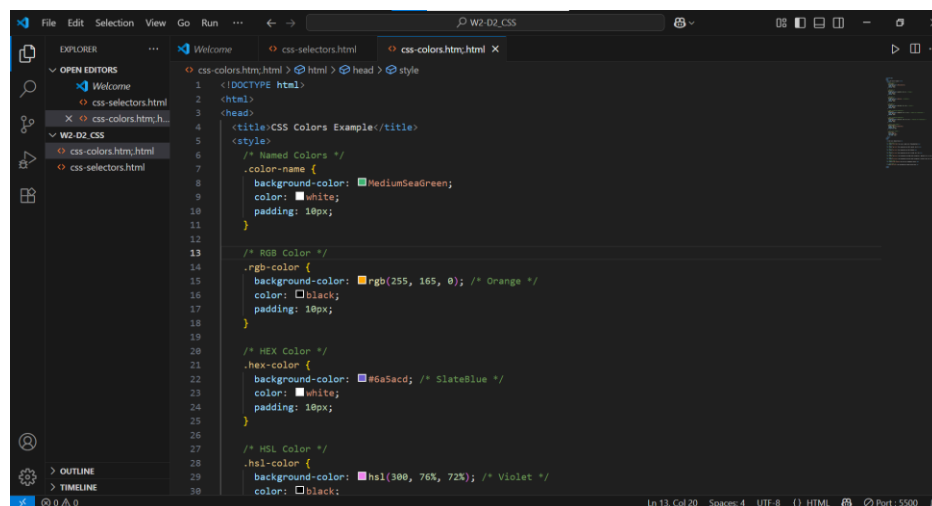 File Edit Selection View Go Run ··· W2-D2_CSS
EXPLORER ···
OPEN EDITORS
Welcome
css-selectors.html
css-colors.htm;.h...
W2-D2_CSS
css-colors.htm;.html
css-selectors.html
OUTLINE
TIMELINE
Welcome css-selectors.html css-colors.htm;.html
css-colors.htm;.html > html > head > style
1 <!DOCTYPE html>
2 <html>
3 <head>
4 <title>CSS Colors Example</title>
5 <style>
6 /* Named Colors */
7 .color-name {
8 background-color: MediumSeaGreen;
9 color: white;
10 padding: 10px;
11 }
12
13 /* RGB Color */
14 .rgb-color {
15 background-color: rgb(255, 165, 0); /* Orange */
16 color: black;
17 padding: 10px;
18 }
19
20 /* HEX Color */
21 .hex-color {
22 background-color: #6a5acd; /* SlateBlue */
23 color: white;
24 padding: 10px;
25 }
26
27 /* HSL Color */
28 .hsl-color {
29 background-color: hsl(300, 76%, 72%); /* Violet */
30 color: black;
0 0 Ln 13, Col 20 Spaces: 4 UTF-8 {} HTML Port : 5500